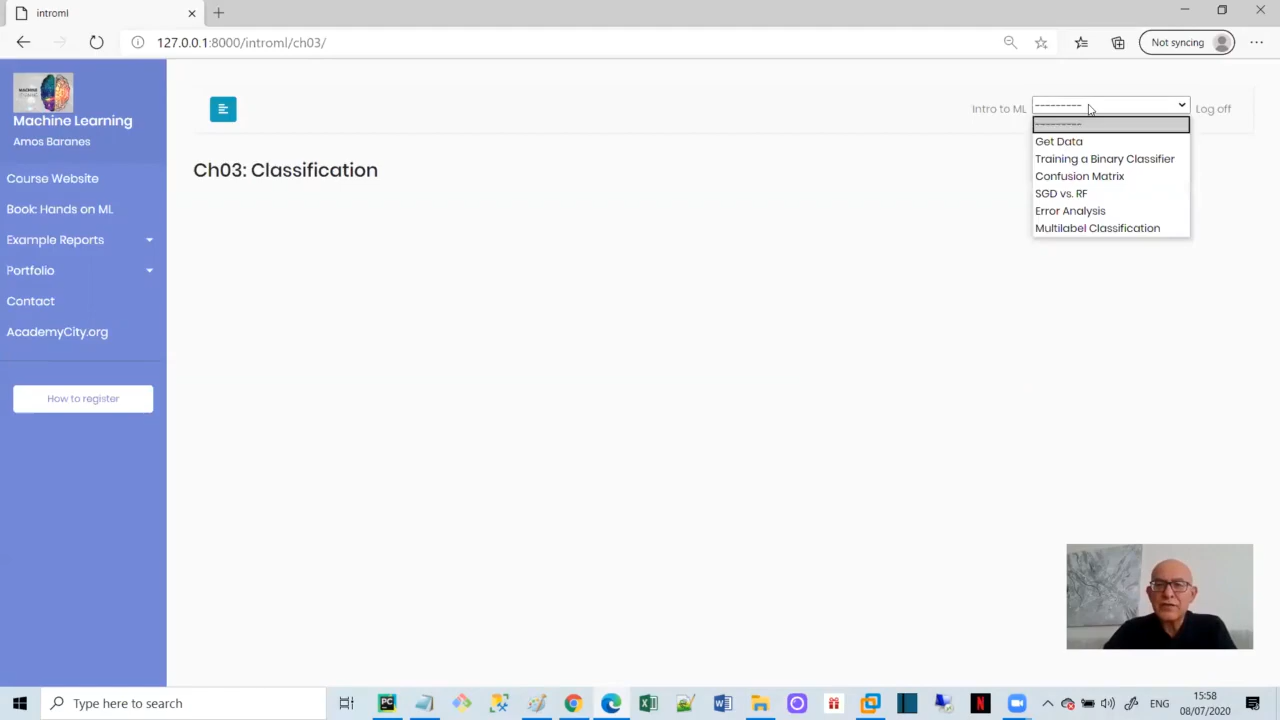 introml
127.0.0.1:8000/introml/ch03/
Not syncing
MACHINE
Machine Learning
Amos Baranes
Course Website
Book: Hands on ML
Example Reports
Portfolio
Contact
AcademyCity.org
How to register
Intro to ML
---------
Log off
---------
Get Data
Training a Binary Classifier
Confusion Matrix
SGD vs. RF
Error Analysis
Multilabel Classification
Ch03: Classification
Type here to search
PC
N
ENG
15:58
08/07/2020